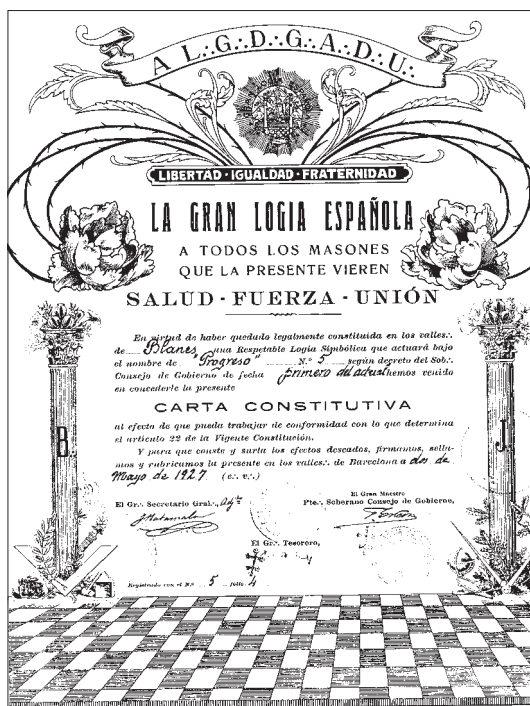 A L∴G∴D∴G∴A∴D∴U∴
LIBERTAD · IGUALDAD · FRATERNIDAD
LA GRAN LOGIA ESPAÑOLA
A TODOS LOS MASONES
QUE LA PRESENTE VIEREN
SALUD - FUERZA - UNIÓN
En virtud de haber quedado legalmente constituida en los valles∴
de Blanes una Respetable Logia Simbólica que actuará bajo
el nombre de "Progreso" N.º 5 según decreto del Sob∴
Consejo de Gobierno de fecha primero del actual hemos venido
en concederle la presente
CARTA CONSTITUTIVA
al efecto de que pueda trabajar de conformidad con lo que determina
el artículo 22 de la Vigente Constitución.
Y para que conste y surta los efectos deseados, firmamos, sella-
mos y rubricamos la presente en los valles∴ de Barcelona a dos de
Mayo de 1927 (e∴ v∴)
B
J
El Gran Maestro
El Gr∴ Secretario Gral∴, Adj
Pte∴ Soberano Consejo de Gobierno,
El Gr∴ Tesorero,
Registrado con el N.º 5 folio 4